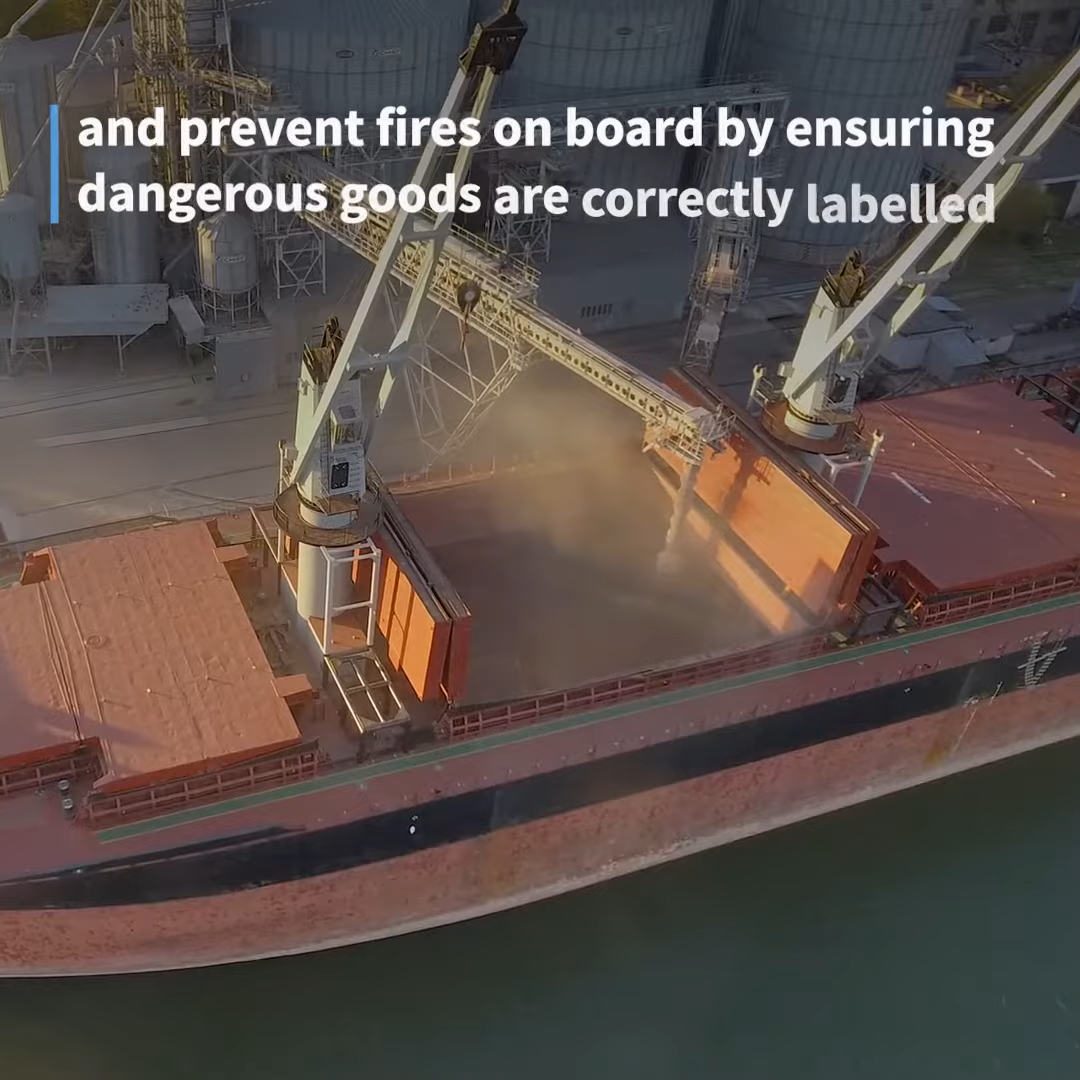 and prevent fires on board by ensuring
dangerous goods are correctly labelled